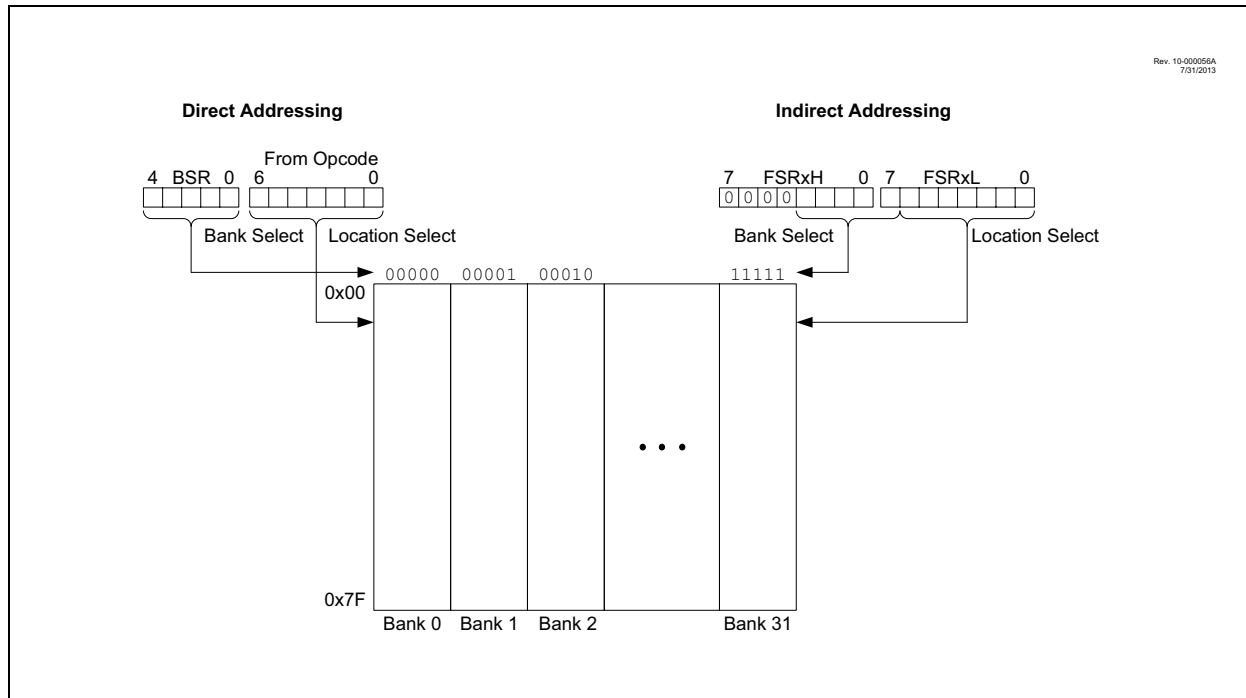 Rev. 10-000056A
7/31/2013
Direct Addressing
Indirect Addressing
From Opcode
4 BSR 0 6 0
7 FSRxH 0 7 FSRxL 0
0 0 0 0
Bank Select
Location Select
Bank Select
Location Select
00000 00001 00010 11111
0x00
• • •
0x7F
Bank 0 Bank 1 Bank 2 Bank 31